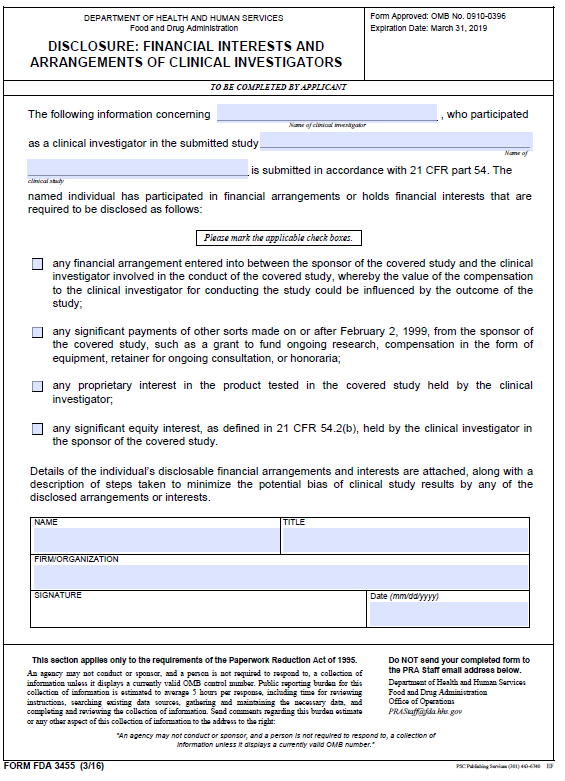 DEPARTMENT OF HEALTH AND HUMAN SERVICES
Food and Drug Administration
DISCLOSURE: FINANCIAL INTERESTS AND
ARRANGEMENTS OF CLINICAL INVESTIGATORS
Form Approved: OMB No. 0910-0396
Expiration Date: March 31, 2019
TO BE COMPLETED BY APPLICANT
The following information concerning , who participated
Name of clinical investigator
as a clinical investigator in the submitted study
Name of
is submitted in accordance with 21 CFR part 54. The
clinical study
named individual has participated in financial arrangements or holds financial interests that are
required to be disclosed as follows:
Please mark the applicable check boxes.
any financial arrangement entered into between the sponsor of the covered study and the clinical
investigator involved in the conduct of the covered study, whereby the value of the compensation
to the clinical investigator for conducting the study could be influenced by the outcome of the
study;
any significant payments of other sorts made on or after February 2, 1999, from the sponsor of
the covered study, such as a grant to fund ongoing research, compensation in the form of
equipment, retainer for ongoing consultation, or honoraria;
any proprietary interest in the product tested in the covered study held by the clinical
investigator;
any significant equity interest, as defined in 21 CFR 54.2(b), held by the clinical investigator in
the sponsor of the covered study.
Details of the individual's disclosable financial arrangements and interests are attached, along with a
description of steps taken to minimize the potential bias of clinical study results by any of the
disclosed arrangements or interests.
NAME
TITLE
FIRM/ORGANIZATION
SIGNATURE
Date (mm/dd/yyyy)
This section applies only to the requirements of the Paperwork Reduction Act of 1995.
An agency may not conduct or sponsor, and a person is not required to respond to, a collection of
information unless it displays a currently valid OMB control number. Public reporting burden for this
collection of information is estimated to average 5 hours per response, including time for reviewing
instructions, searching existing data sources, gathering and maintaining the necessary data, and
completing and reviewing the collection of information. Send comments regarding this burden estimate
or any other aspect of this collection of information to the address to the right:
Do NOT send your completed form to
the PRA Staff email address below.
Department of Health and Human Services
Food and Drug Administration
Office of Operations
PRAStaff@fda.hhs.gov
"An agency may not conduct or sponsor, and a person is not required to respond to, a collection of
information unless it displays a currently valid OMB number."
FORM FDA 3455 (3/16)
PSC Publishing Services (301) 443-6740 EF